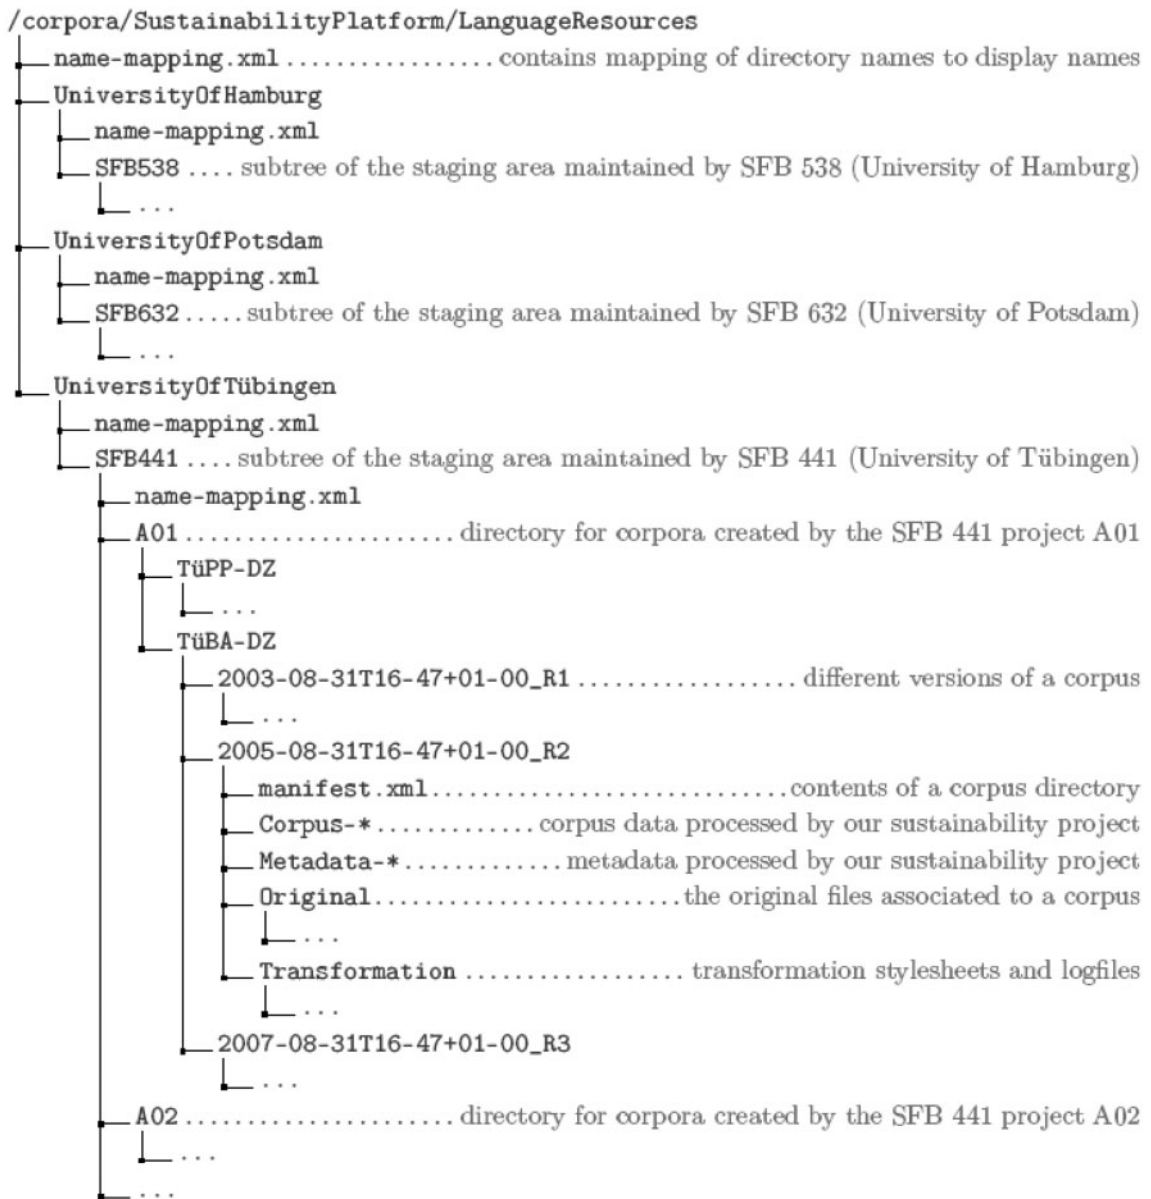 /corpora/SustainabilityPlatform/LanguageResources
name-mapping.xml ................. contains mapping of directory names to display names
UniversityOfHamburg
name-mapping.xml
SFB538 .... subtree of the staging area maintained by SFB 538 (University of Hamburg)
...
UniversityOfPotsdam
name-mapping.xml
SFB632 ..... subtree of the staging area maintained by SFB 632 (University of Potsdam)
...
UniversityOfTübingen
name-mapping.xml
SFB441 .... subtree of the staging area maintained by SFB 441 (University of Tübingen)
name-mapping.xml
A01 ...................... directory for corpora created by the SFB 441 project A01
TüPP-DZ
...
TüBA-DZ
2003-08-31T16-47+01-00_R1 .................. different versions of a corpus
...
2005-08-31T16-47+01-00_R2
manifest.xml ............................. contents of a corpus directory
Corpus-* ............. corpus data processed by our sustainability project
Metadata-* ............. metadata processed by our sustainability project
Original ......................... the original files associated to a corpus
...
Transformation .................. transformation stylesheets and logfiles
...
2007-08-31T16-47+01-00_R3
...
A02 ...................... directory for corpora created by the SFB 441 project A02
...
...